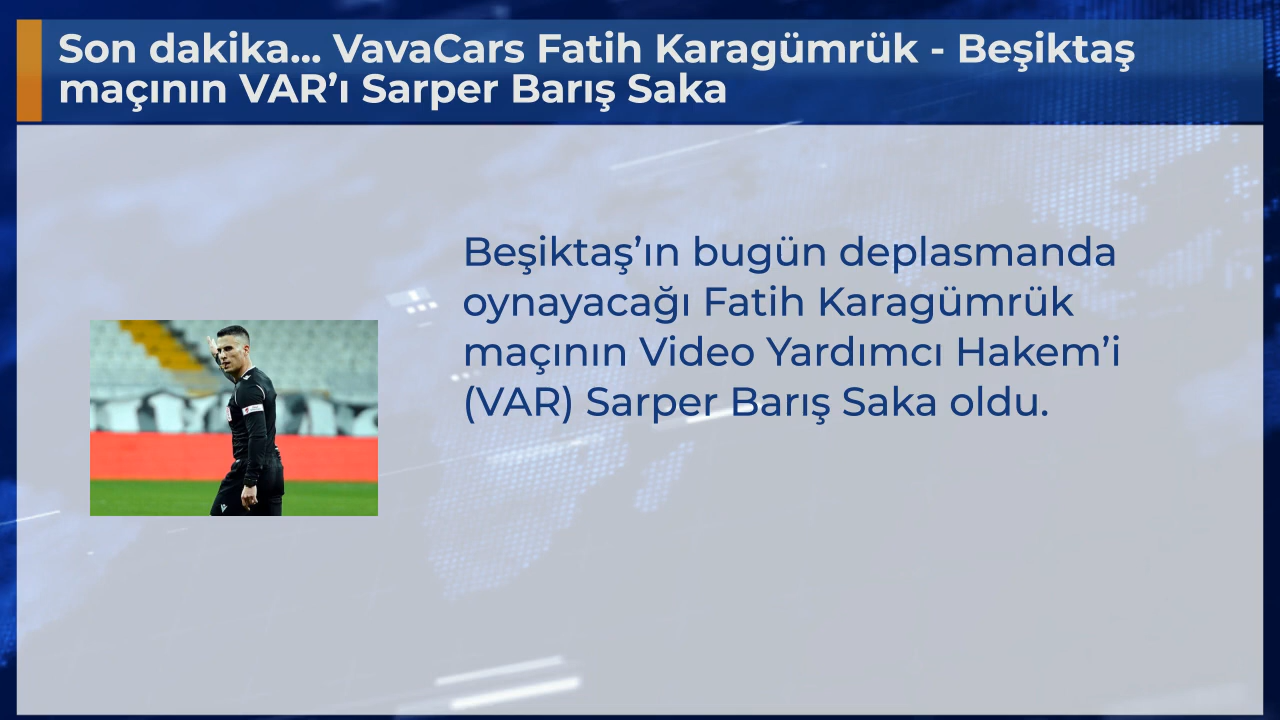 Son dakika... VavaCars Fatih Karagümrük - Beşiktaş
maçının VAR’ı Sarper Barış Saka
Beşiktaş’ın bugün deplasmanda
oynayacağı Fatih Karagümrük
maçının Video Yardımcı Hakem’i
(VAR) Sarper Barış Saka oldu.